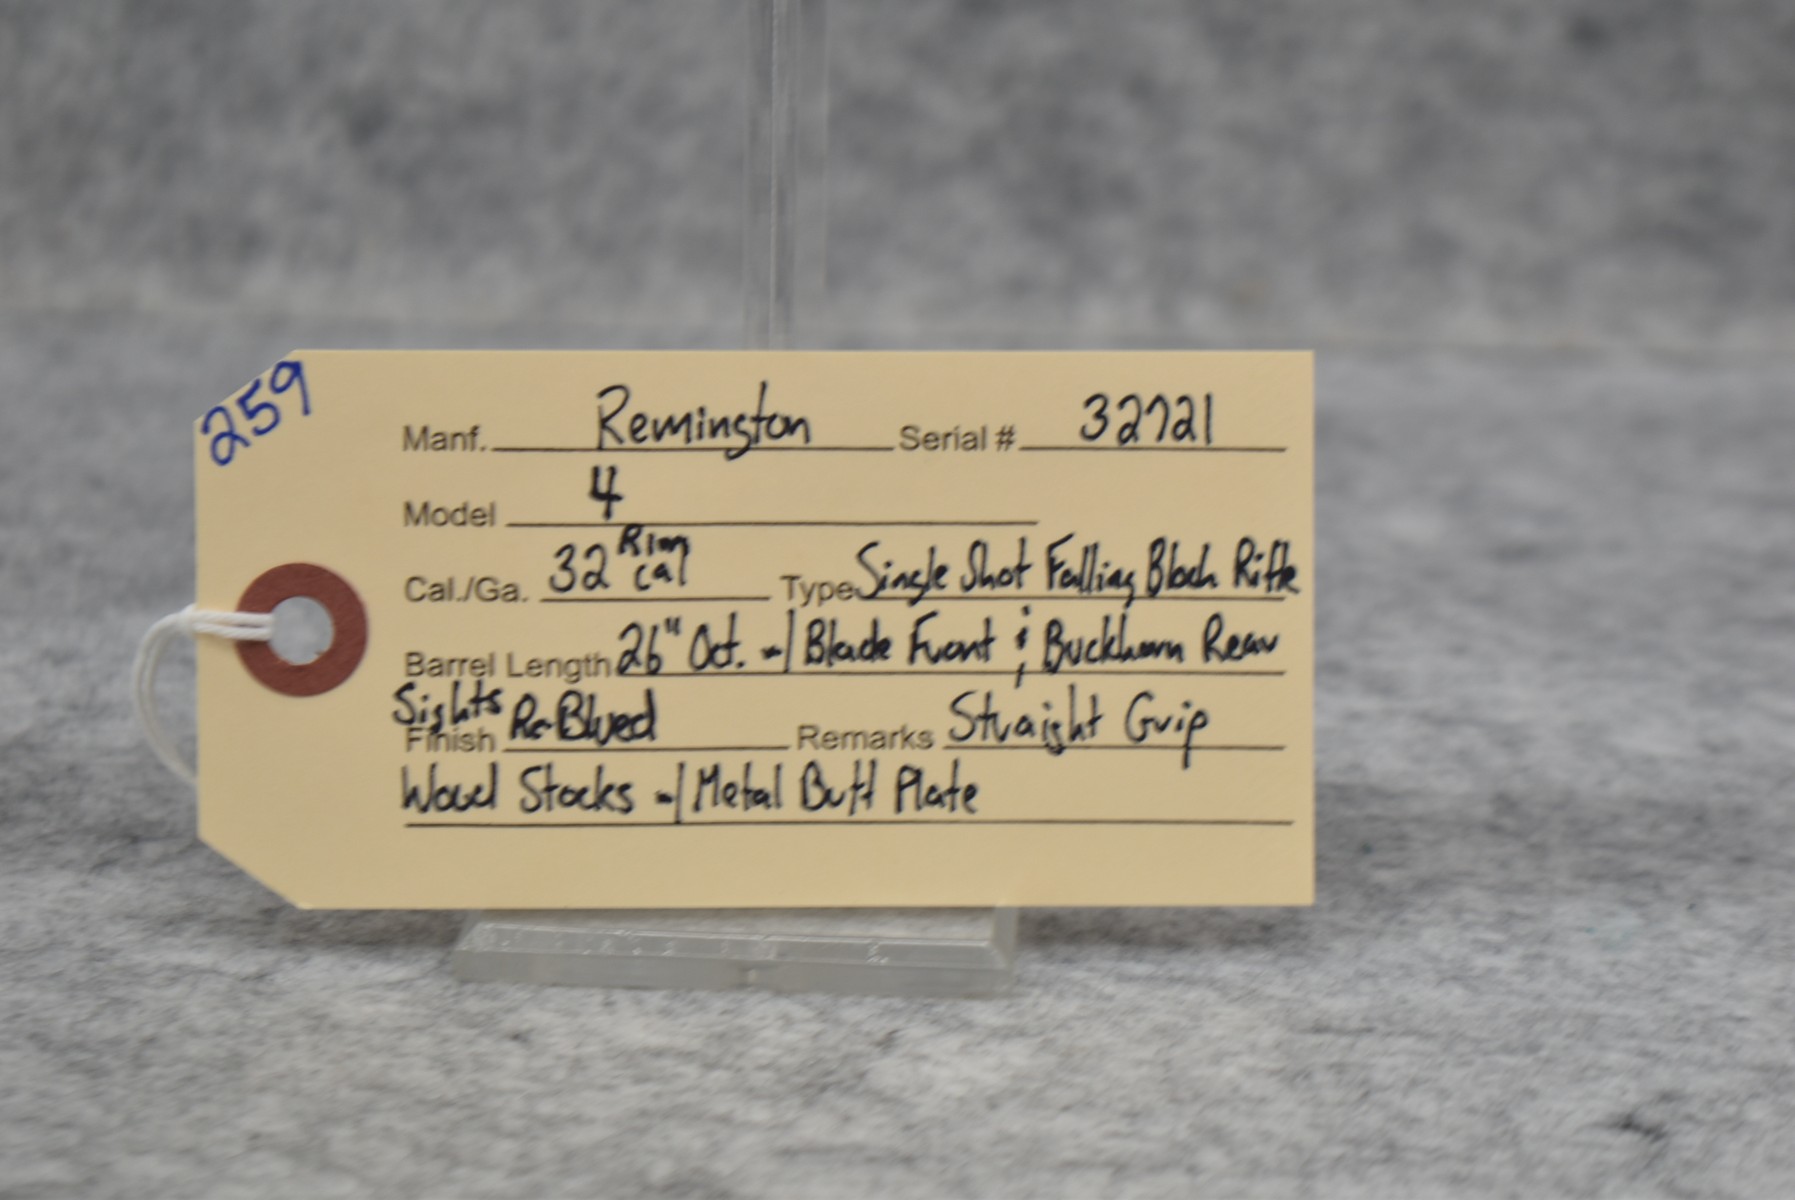 259
Manf. Remington Serial # 32721
Model 4
Cal./Ga. 32 Rim Cal Type Single Shot Falling Block Rifle
Barrel Length 26" Oct. w/ Blade Front & Buckhorn Rear
Sights
Finish Re-Blued Remarks Straight Grip
Wood Stocks w/ Metal Butt Plate